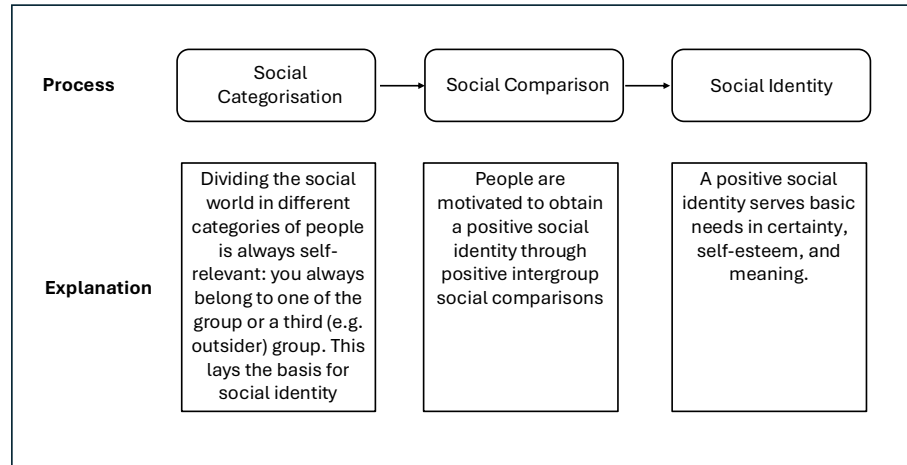 Process
Social
Categorisation
Social Comparison
Social Identity
Explanation
Dividing the social
world in different
categories of people
is always self-
relevant: you always
belong to one of the
group or a third (e.g.
outsider) group. This
lays the basis for
social identity
People are
motivated to obtain
a positive social
identity through
positive intergroup
social comparisons
A positive social
identity serves basic
needs in certainty,
self-esteem, and
meaning.